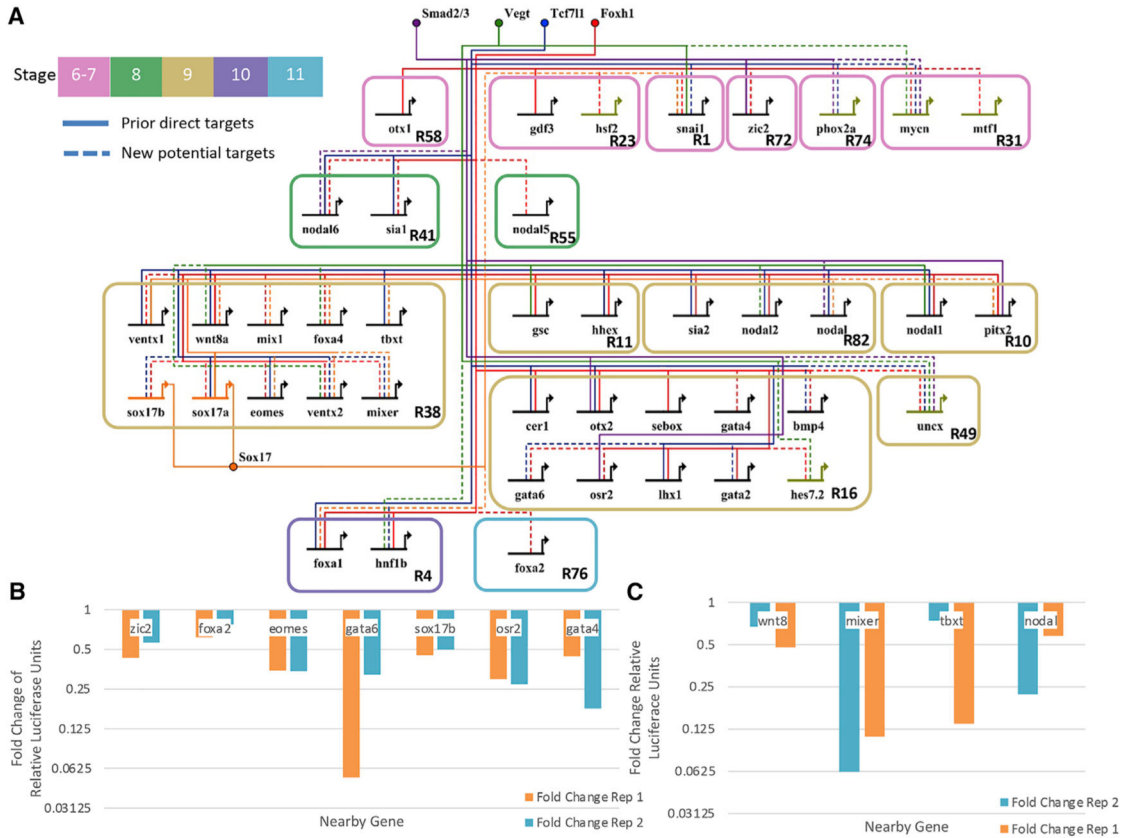 A
Smad2/3 Vegt Tcf7l1 Foxh1
Stage 6-7 8 9 10 11
Prior direct targets
New potential targets
otx1 R58
gdf3 hsf2 R23
snai1 R1
zic2 R72
phox2a R74
mycn mtf1 R31
nodal6 sia1 R41
nodal5 R55
ventx1 wnt8a mix1 foxa4 tbxt
sox17b sox17a eomes ventx2 mixer R38
gsc hhex R11
sia2 nodal2 nodal R82
nodal1 pitx2 R10
cer1 otx2 sebox gata4 bmp4
gata6 osr2 lhx1 gata2 hes7.2 R16
uncx R49
Sox17
foxa1 hnf1b R4
foxa2 R76
B
Fold Change of
Relative Luciferase Units
1
0.5
0.25
0.125
0.0625
0.03125
zic2 foxa2 eomes gata6 sox17b osr2 gata4
Fold Change Rep 1
Fold Change Rep 2
Nearby Gene
C
Fold Change Relative
Luciferace Units
1
0.5
0.25
0.125
0.0625
0.03125
wnt8 mixer tbxt nodal
Fold Change Rep 2
Fold Change Rep 1
Nearby Gene